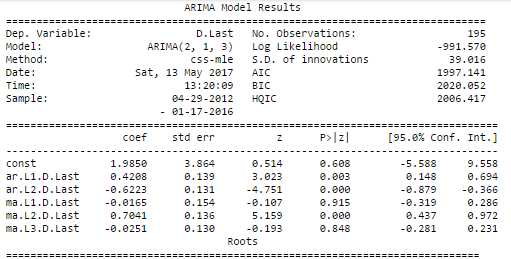 ARIMA Model Results
==============================================================================
Dep. Variable: D.Last No. Observations: 195
Model: ARIMA(2, 1, 3) Log Likelihood -991.570
Method: css-mle S.D. of innovations 39.016
Date: Sat, 13 May 2017 AIC 1997.141
Time: 13:20:09 BIC 2020.052
Sample: 04-29-2012 HQIC 2006.417
- 01-17-2016
==============================================================================
coef std err z P>|z| [95.0% Conf. Int.]
------------------------------------------------------------------------------
const 1.9850 3.864 0.514 0.608 -5.588 9.558
ar.L1.D.Last 0.4208 0.139 3.023 0.003 0.148 0.694
ar.L2.D.Last -0.6223 0.131 -4.751 0.000 -0.879 -0.366
ma.L1.D.Last -0.0165 0.154 -0.107 0.915 -0.319 0.286
ma.L2.D.Last 0.7041 0.136 5.159 0.000 0.437 0.972
ma.L3.D.Last -0.0251 0.130 -0.193 0.848 -0.281 0.231
Roots
==============================================================================